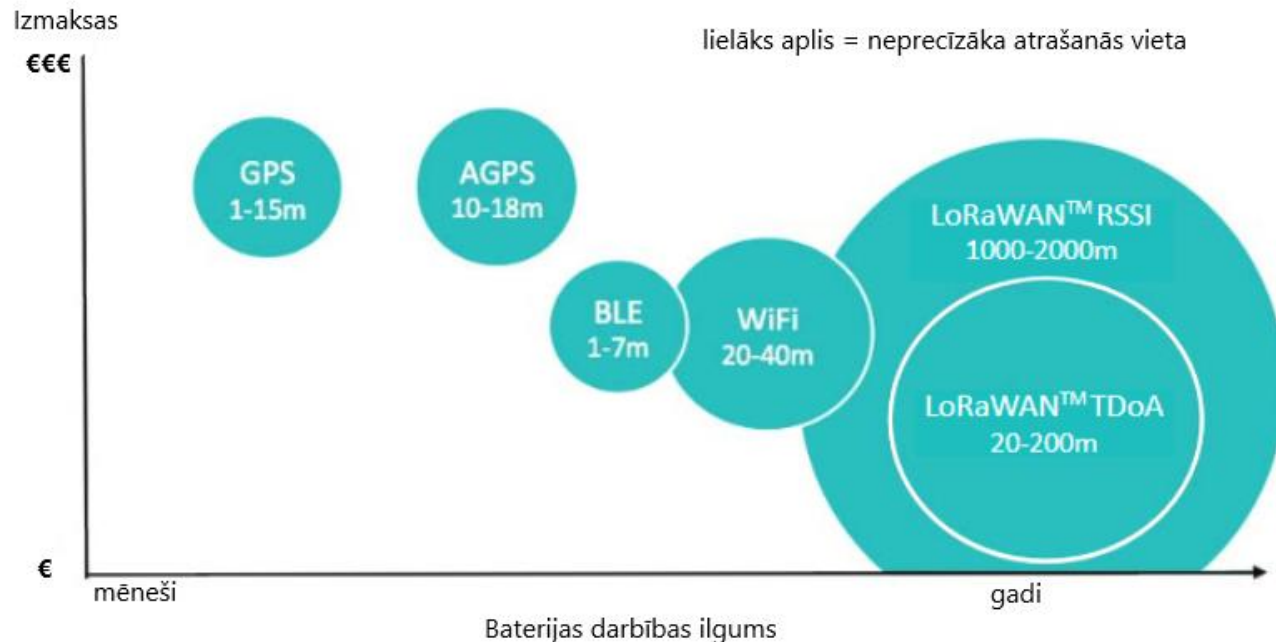 Izmaksas
lielāks aplis = neprecīzāka atrašanās vieta
€€€
GPS
1-15m
AGPS
10-18m
BLE
1-7m
WiFi
20-40m
LoRaWAN™ RSSI
1000-2000m
LoRaWAN™ TDoA
20-200m
€
mēneši
gadi
Baterijas darbības ilgums